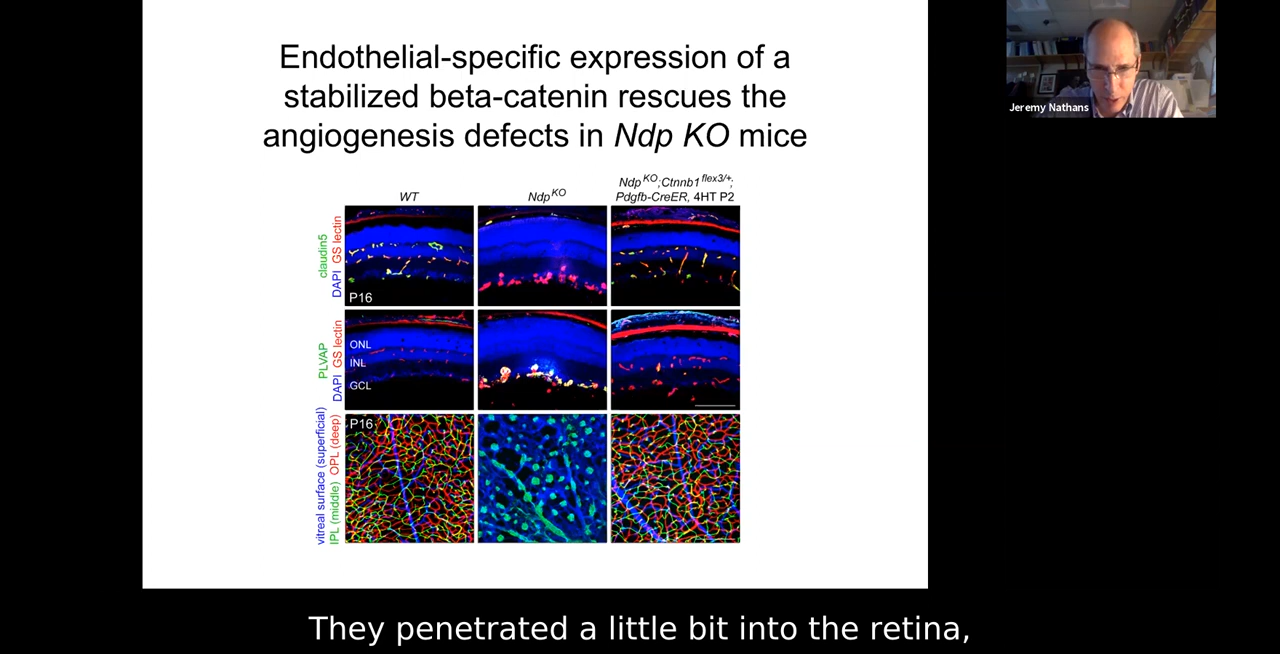 Endothelial-specific expression of a
stabilized beta-catenin rescues the
angiogenesis defects in Ndp KO mice
Jeremy Nathans
WT
Ndp KO
Ndp KO;Ctnnb1 flex3/+;
Pdgfb-CreER, 4HT P2
claudin5
DAPI GS lectin
P16
PLVAP
DAPI GS lectin
ONL
INL
GCL
vitreal surface (superficial)
IPL (middle) OPL (deep)
P16
They penetrated a little bit into the retina,